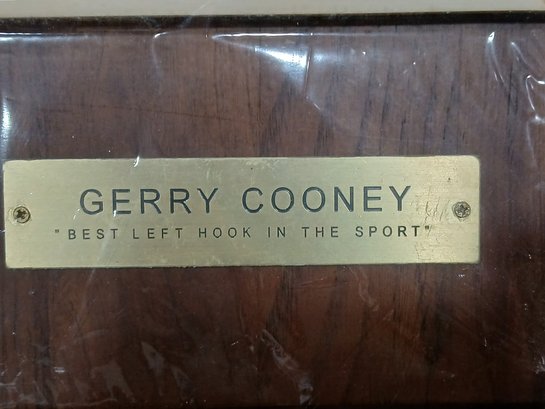 GERRY COONEY
"BEST LEFT HOOK IN THE SPORT"